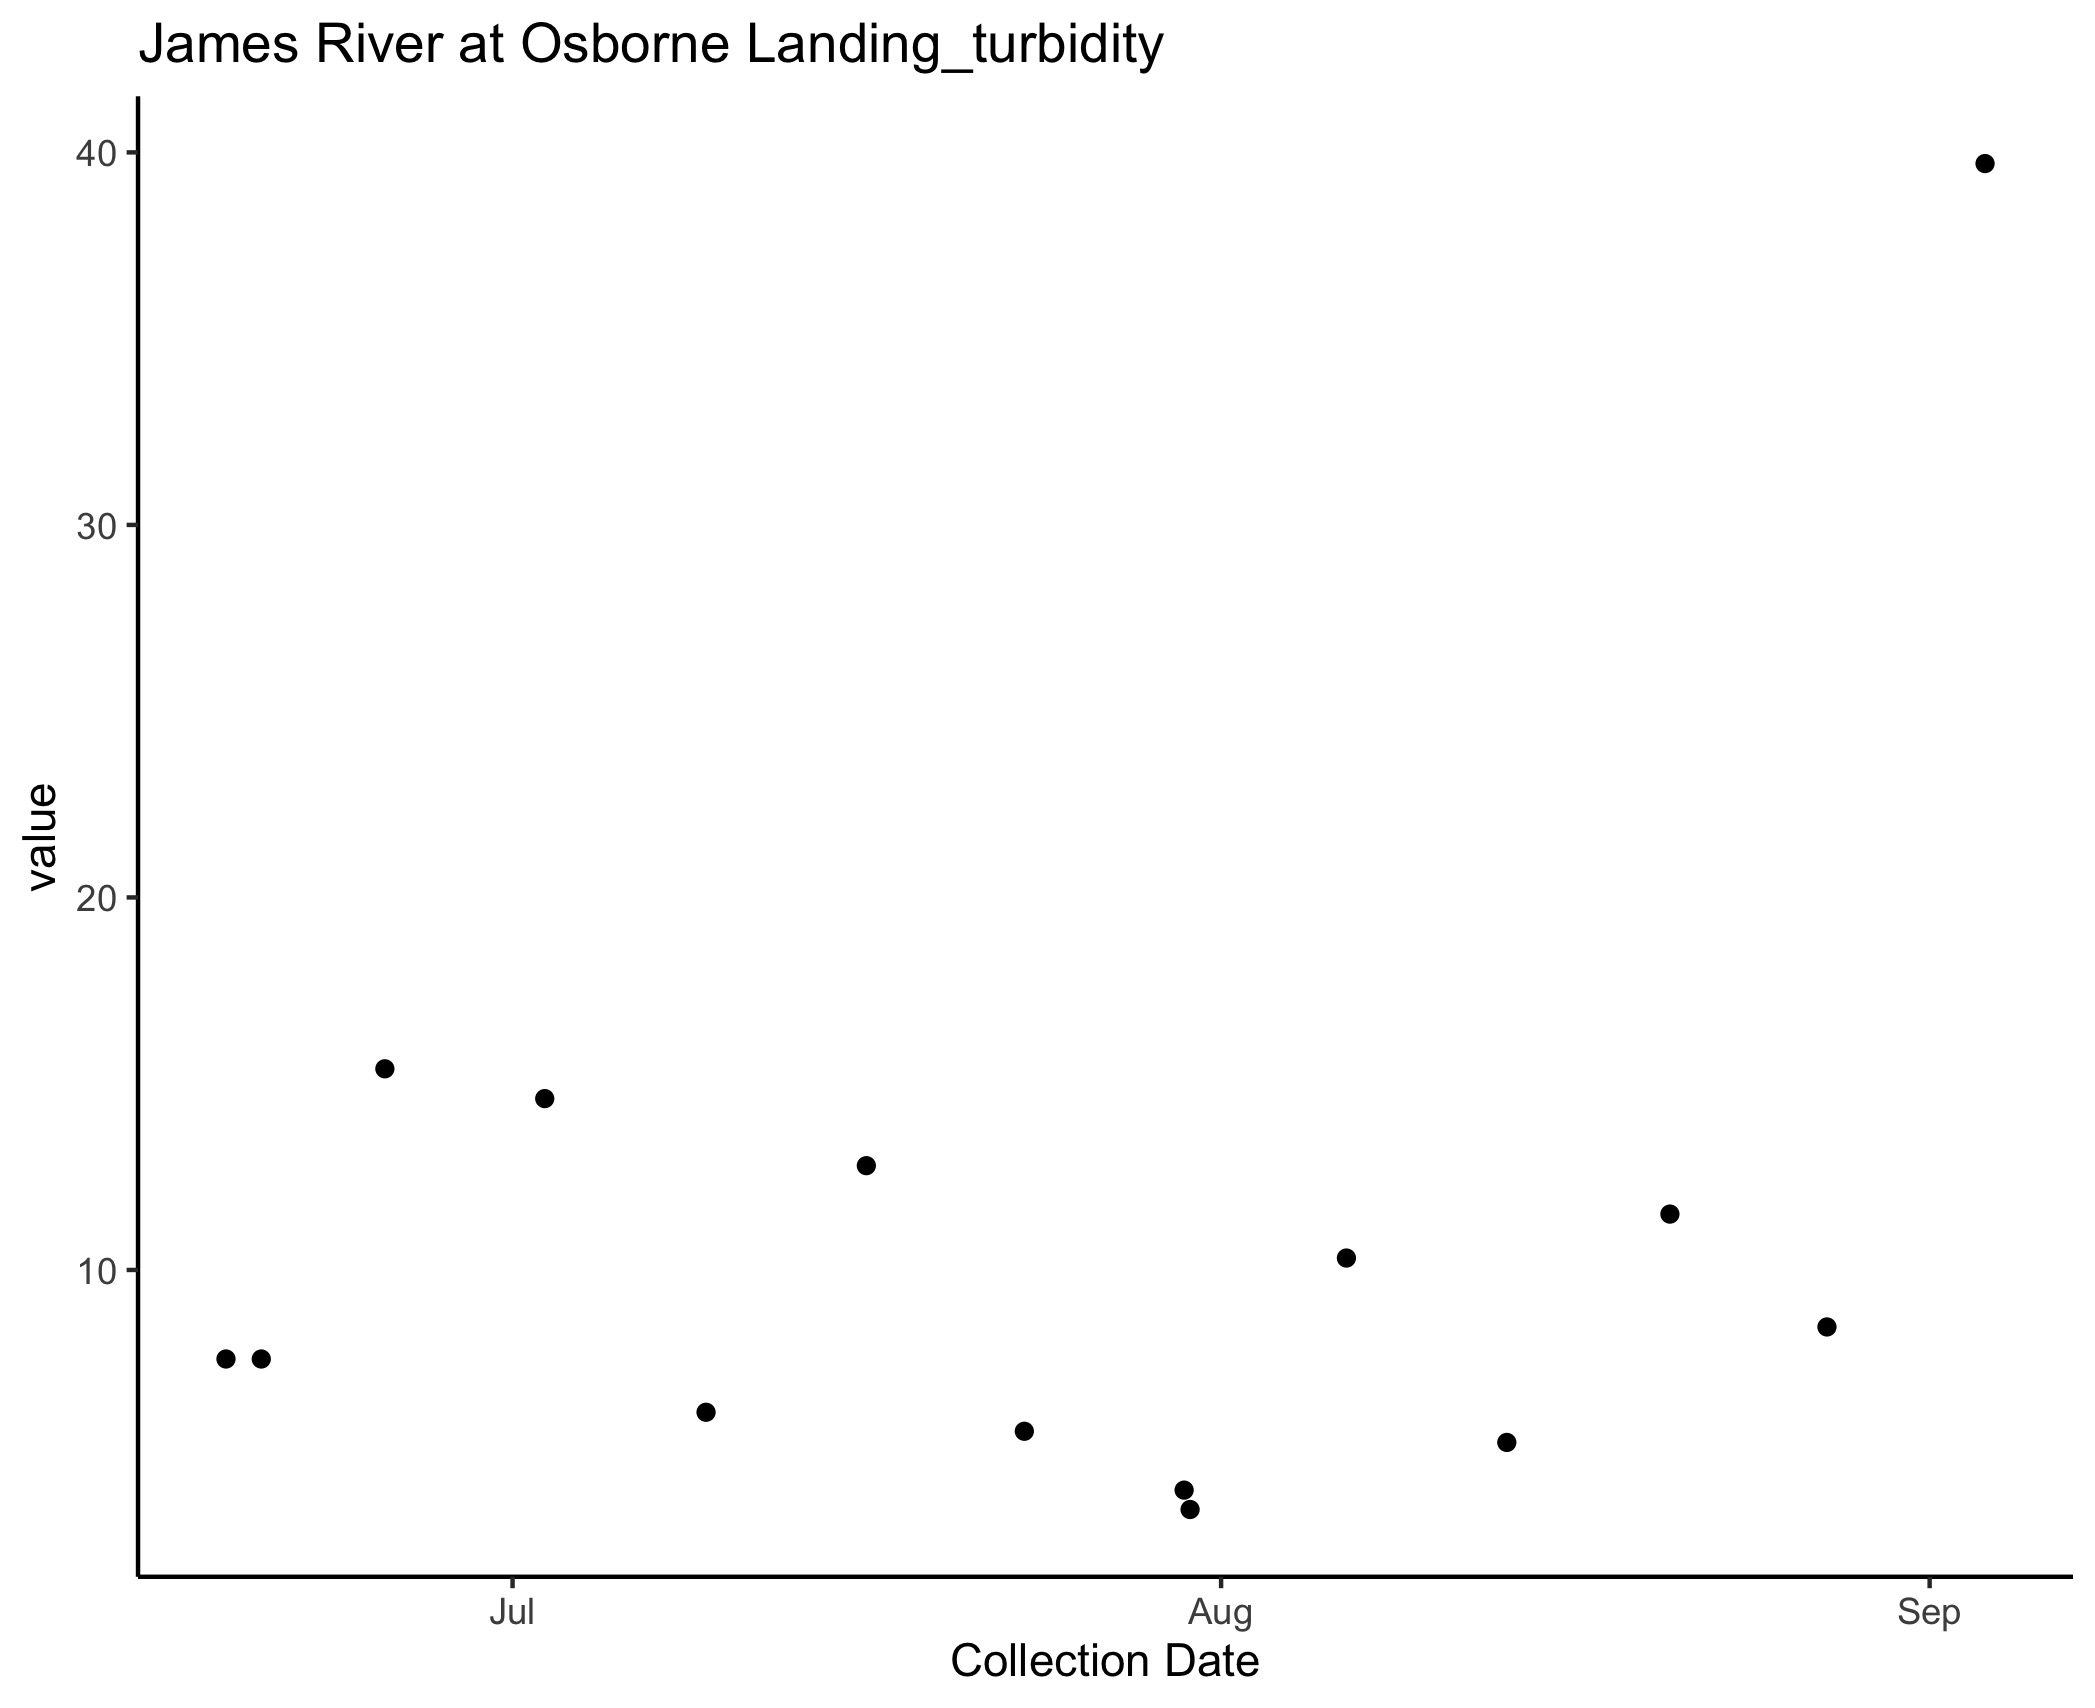 James River at Osborne Landing_turbidity
40
30
20
10
value
Jul Aug Sep
Collection Date